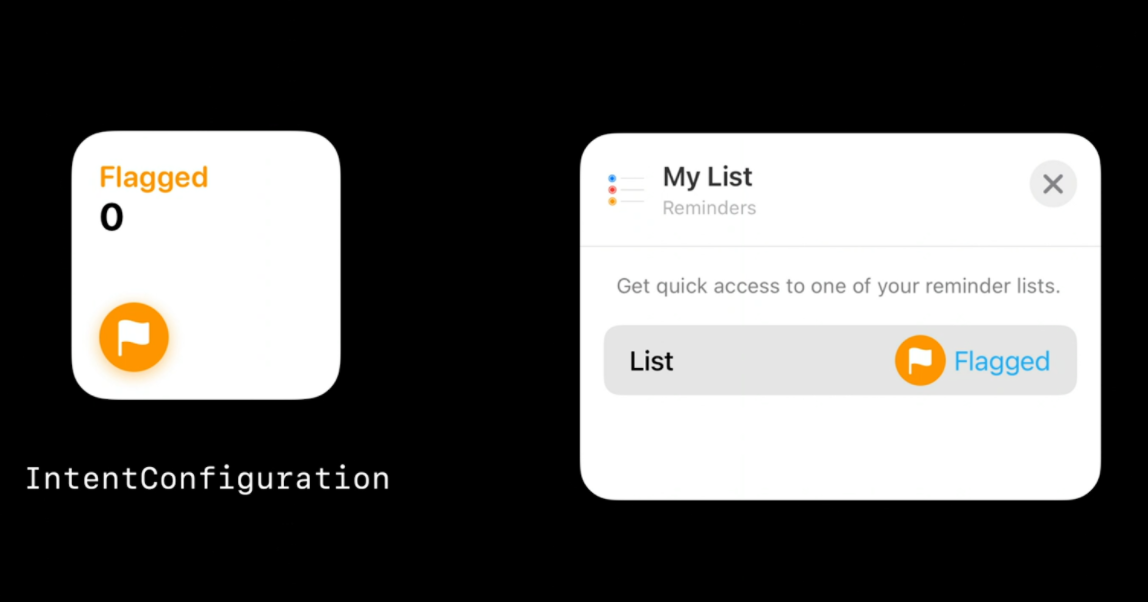 Flagged
0
IntentConfiguration
My List
Reminders
Get quick access to one of your reminder lists.
List Flagged